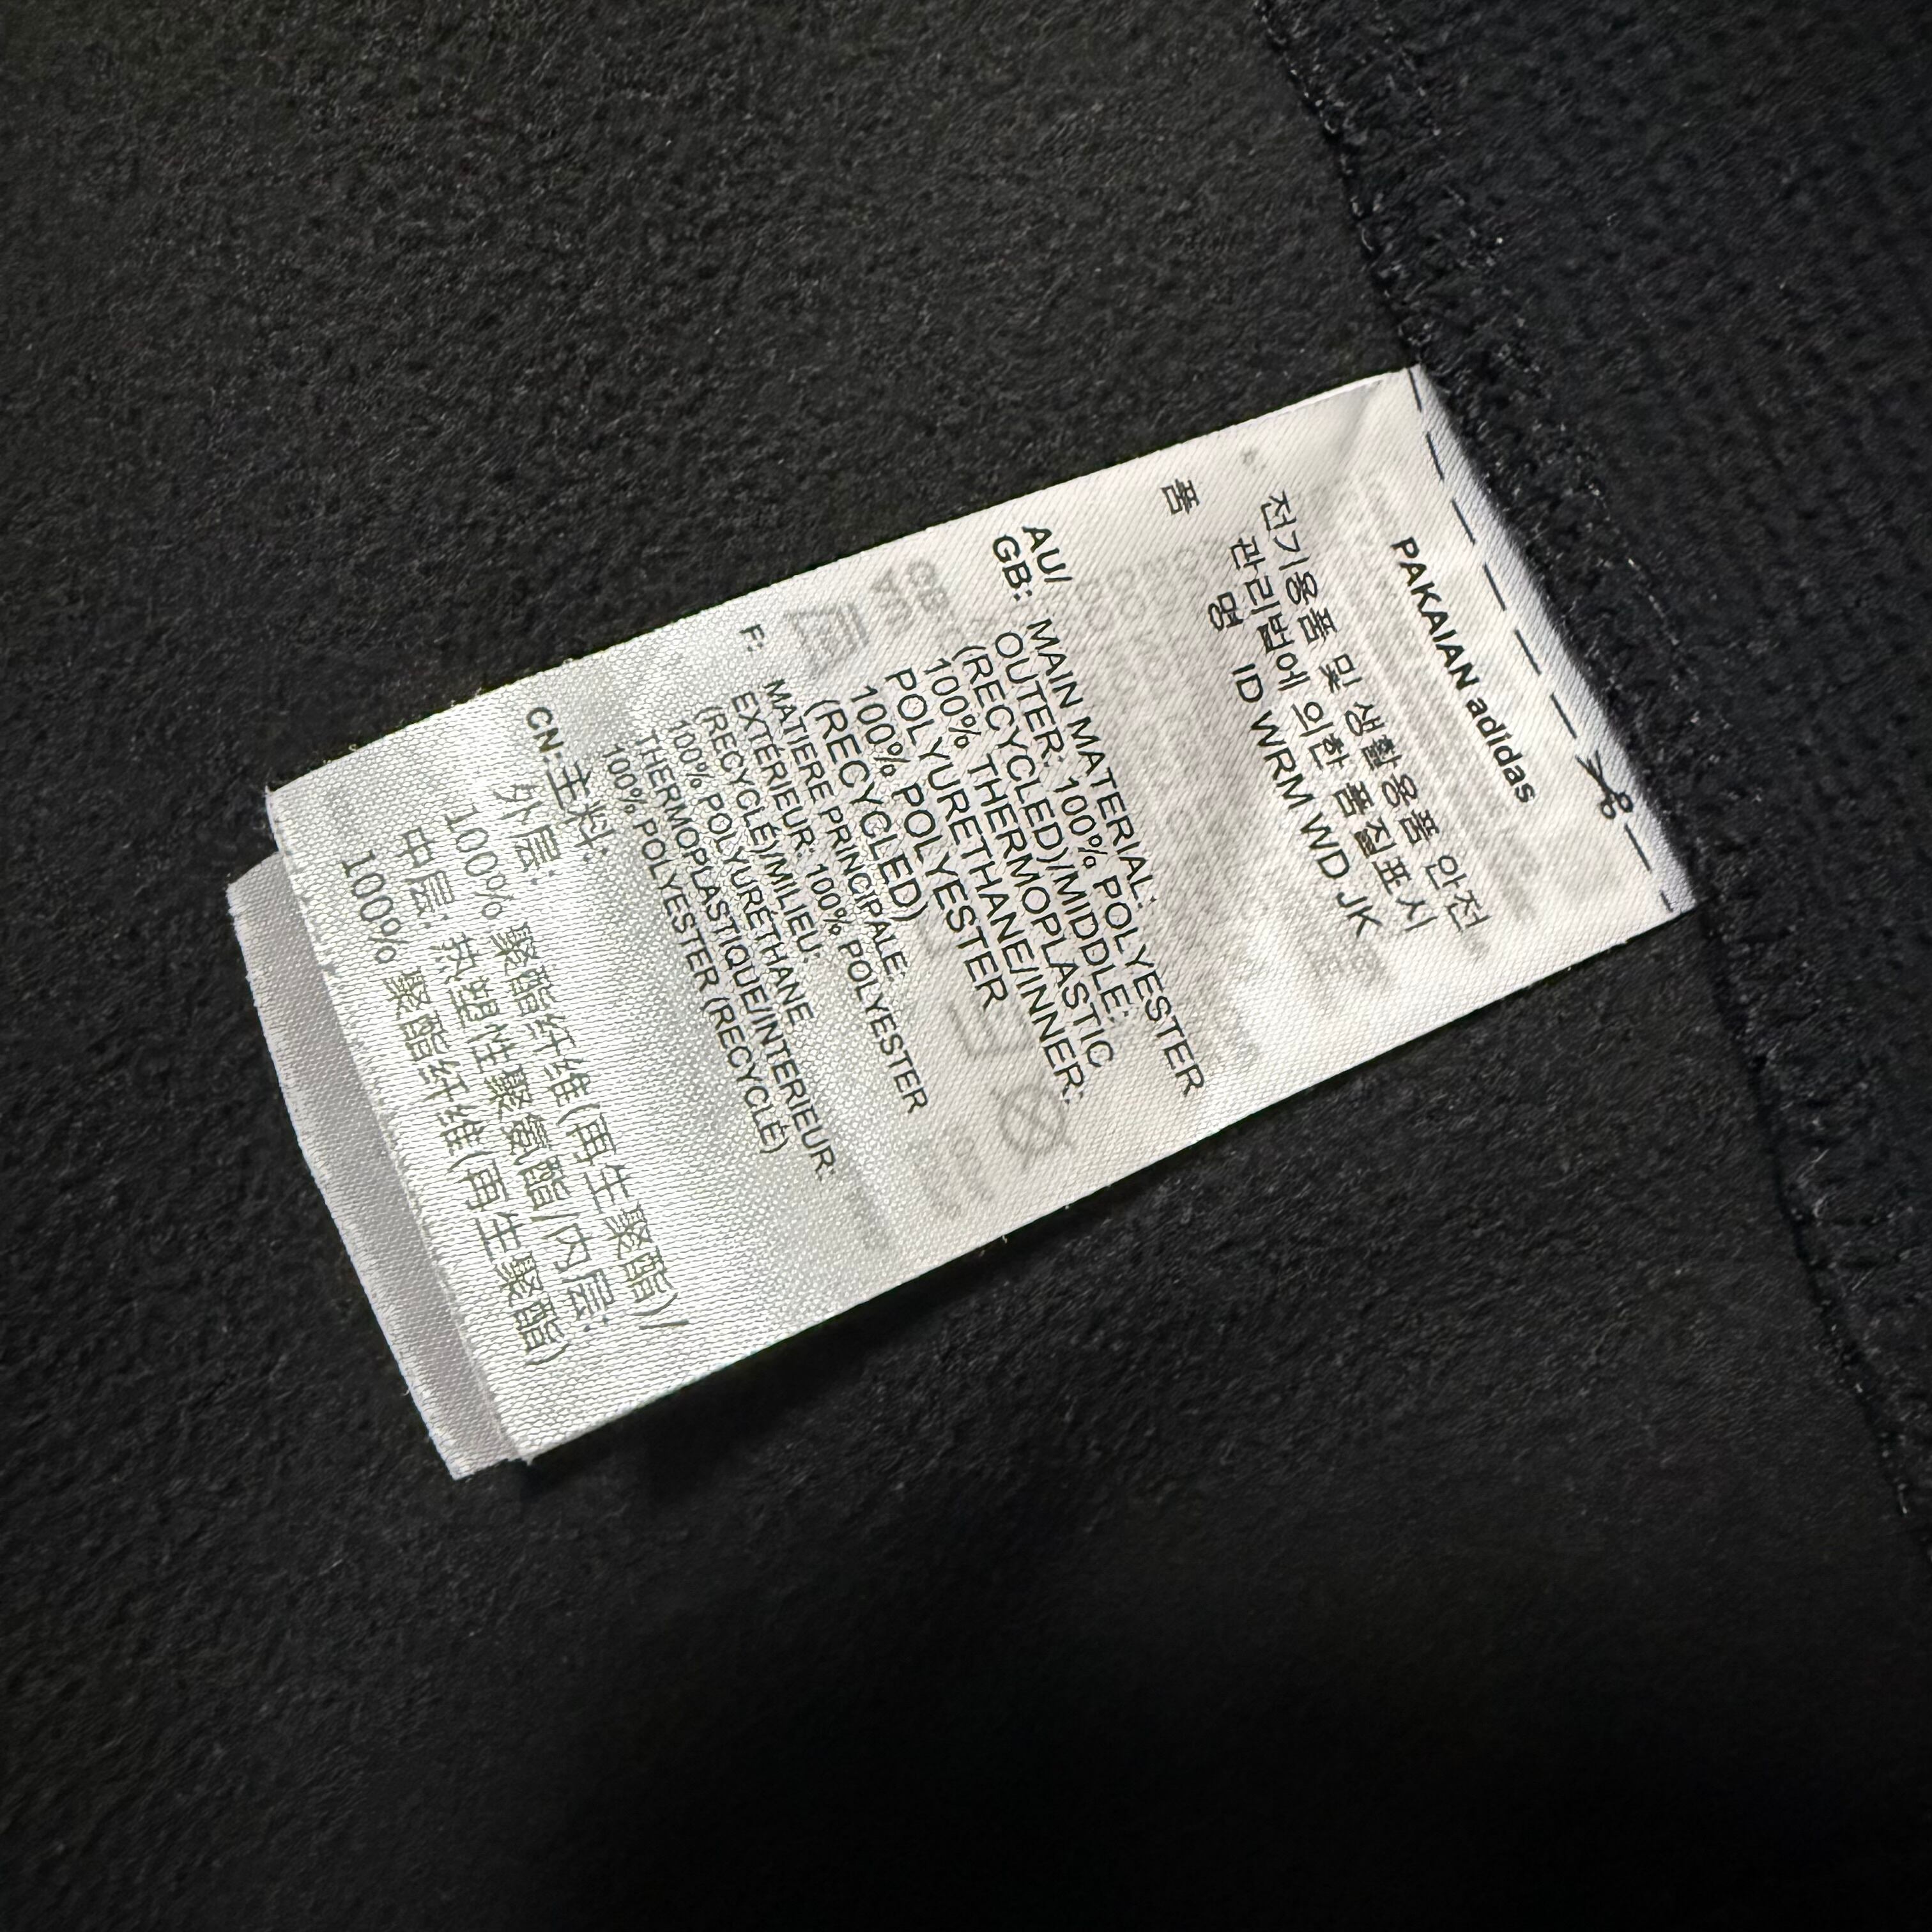 PAKAIAN adidas
전기용품 및 생활용품 안전
관리법에 의한 품질표시
품 명 ID WRM WD JK
AU/
GB: MAIN MATERIAL:
OUTER: 100% POLYESTER
(RECYCLED)/MIDDLE:
100% THERMOPLASTIC
POLYURETHANE/INNER:
100% POLYESTER
(RECYCLED)
F: MATIERE PRINCIPALE:
EXTÉRIEUR: 100% POLYESTER
(RECYCLÉ)/MILIEU:
100% POLYURÉTHANE
THERMOPLASTIQUE/INTÉRIEUR:
100% POLYESTER (RECYCLÉ)
CN: 主料:
外层:
100% 聚酯纤维(再生聚酯)/
中层: 热塑性聚氨酯/内层:
100% 聚酯纤维(再生聚酯)